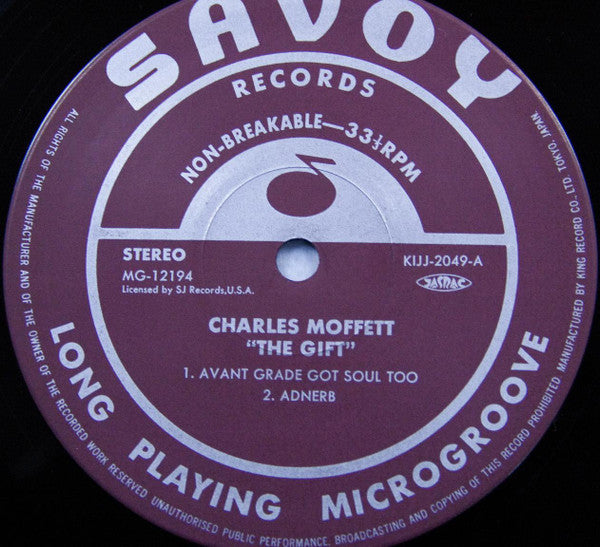 SAVOY
RECORDS
NON-BREAKABLE—33⅓RPM
STEREO
MG-12194
Licensed by SJ Records,U.S.A.
KIJJ-2049-A
JASRAC
CHARLES MOFFETT
"THE GIFT"
1. AVANT GRADE GOT SOUL TOO
2. ADNERB
LONG PLAYING MICROGROOVE
ALL RIGHTS OF THE MANUFACTURER AND OF THE OWNER OF THE RECORDED WORK RESERVED UNAUTHORISED PUBLIC PERFORMANCE, BROADCASTING AND COPYING OF THIS RECORD PROHIBITED. MANUFACTURED BY KING RECORD CO., LTD. TOKYO, JAPAN.